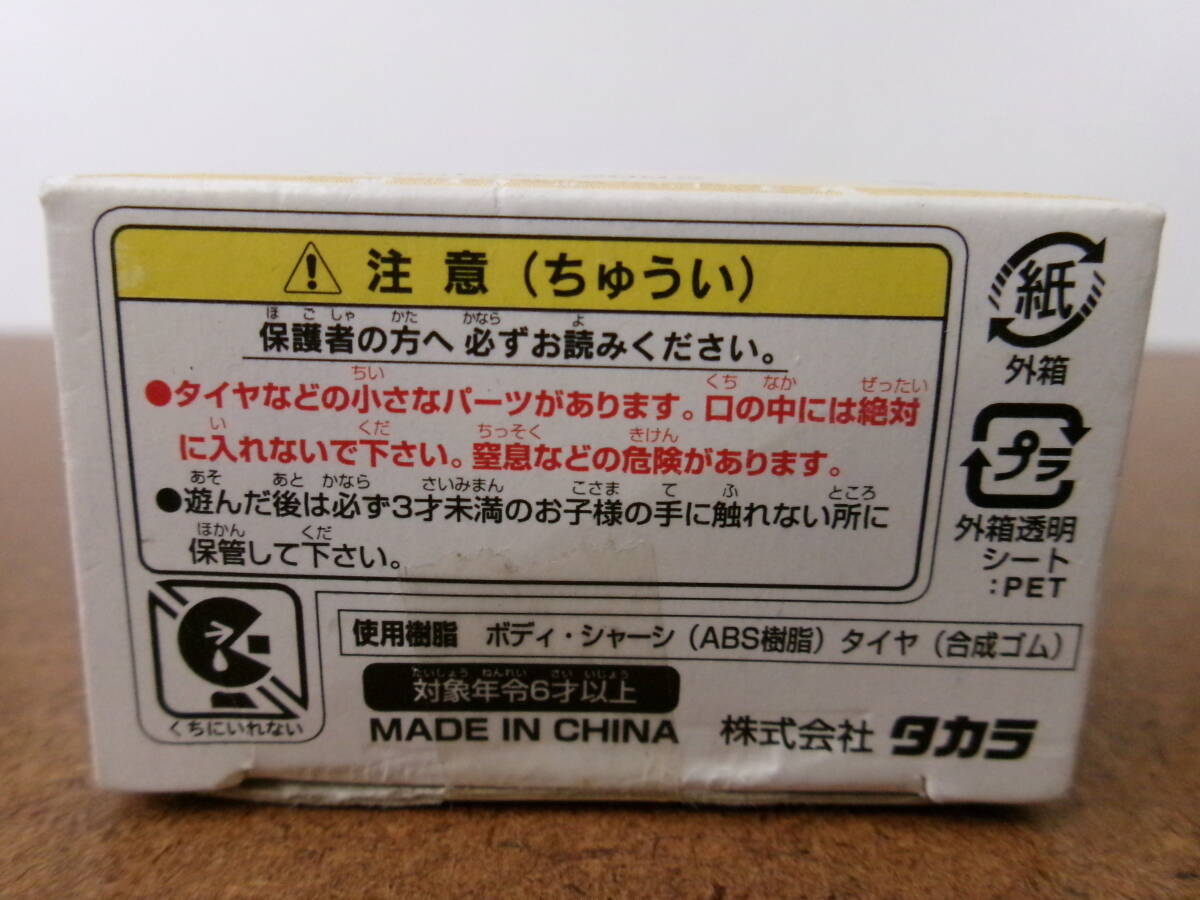 注意（ちゅうい）
ほごしゃ かた かなら よ
保護者の方へ 必ずお読みください。
ちい くち なか ぜったい
●タイヤなどの小さなパーツがあります。口の中には絶対
い くだ ちっそく きけん
に入れないで下さい。窒息などの危険があります。
あそ あと かなら さいみまん こさま て ふ ところ
●遊んだ後は必ず3才未満のお子様の手に触れない所に
ほかん くだ
保管して下さい。
くちにいれない
使用樹脂 ボディ・シャーシ（ABS樹脂）タイヤ（合成ゴム）
たいしょう ねんれい さい いじょう
対象年令6才以上
MADE IN CHINA 株式会社 タカラ
紙
外箱
プラ
外箱透明
シート
:PET